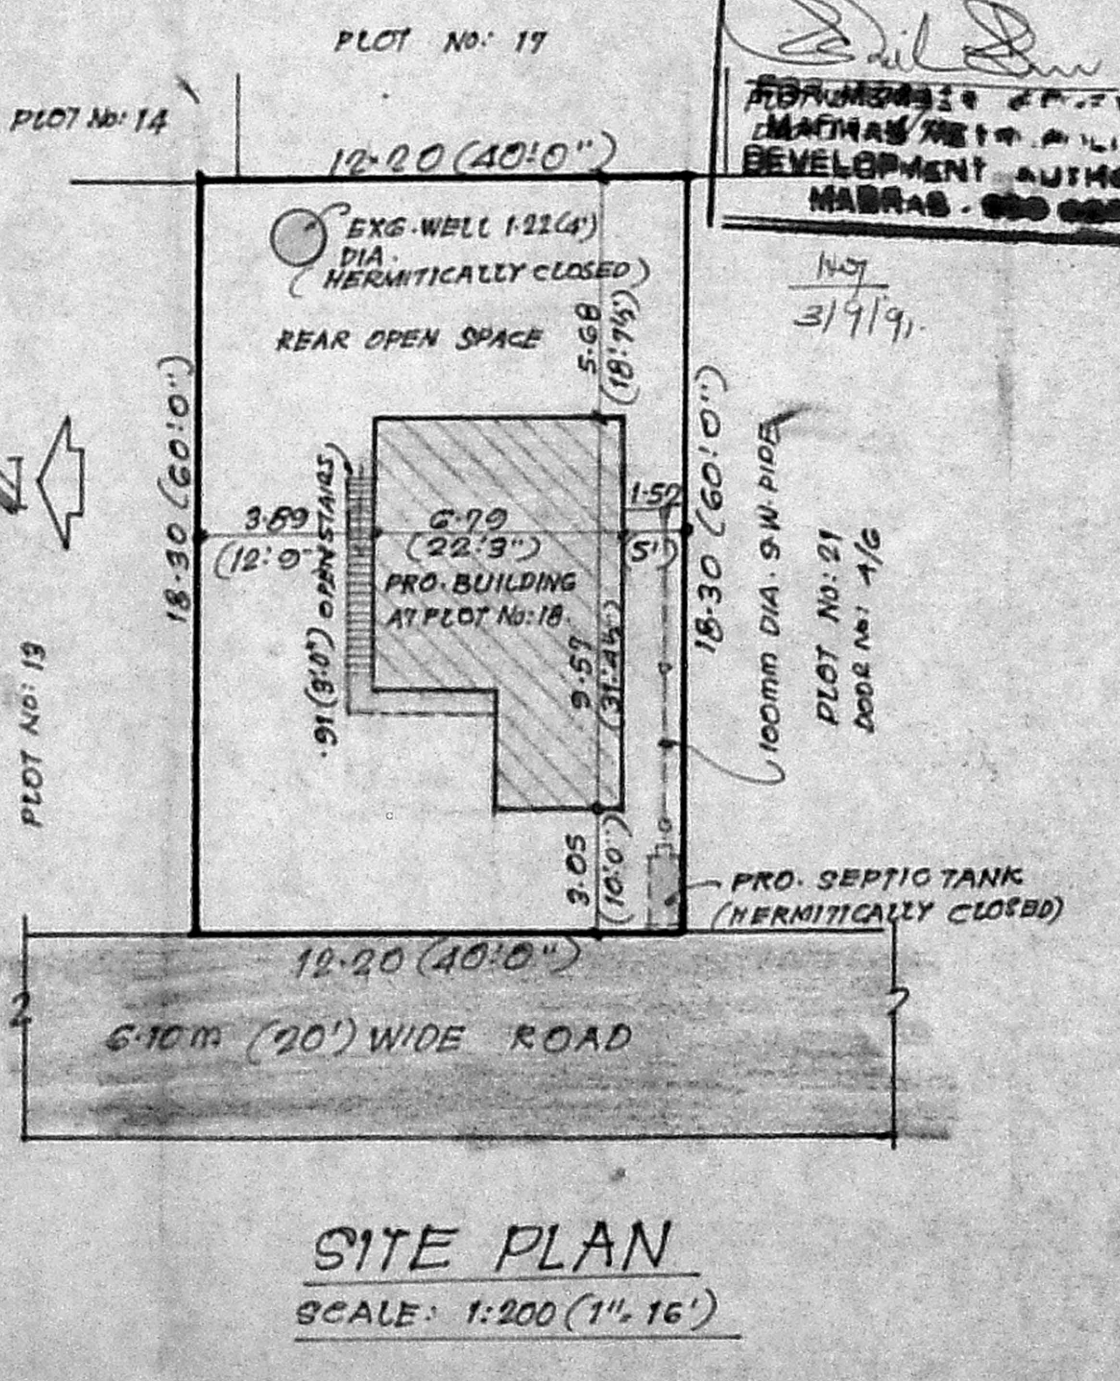 PLOT No: 17
PLOT No: 14
12·20 (40'0")
DEVELOPMENT
MADRAS.
EXG.WELL 1·22(4')
DIA.
(HERMITICALLY CLOSED)
3/9/91.
REAR OPEN SPACE
5·68
(18'7½")
18·30 (60'0")
18·30 (60'0")
3·89
(12'9"
OPEN STAIRS
·91 (3'0")
6·79
(22'3")
1·52
(5')
PRO. BUILDING
AT PLOT No: 18.
9·57
(31'4½")
100mm DIA. S.W. PIPE
PLOT NO: 21
DOOR No: 4/6
PLOT NO: 13
3·05
(10'0")
PRO. SEPTIC TANK
(HERMITICALLY CLOSED)
12·20 (40'0")
6·10m (20') WIDE ROAD
SITE PLAN
SCALE: 1:200 (1"= 16')